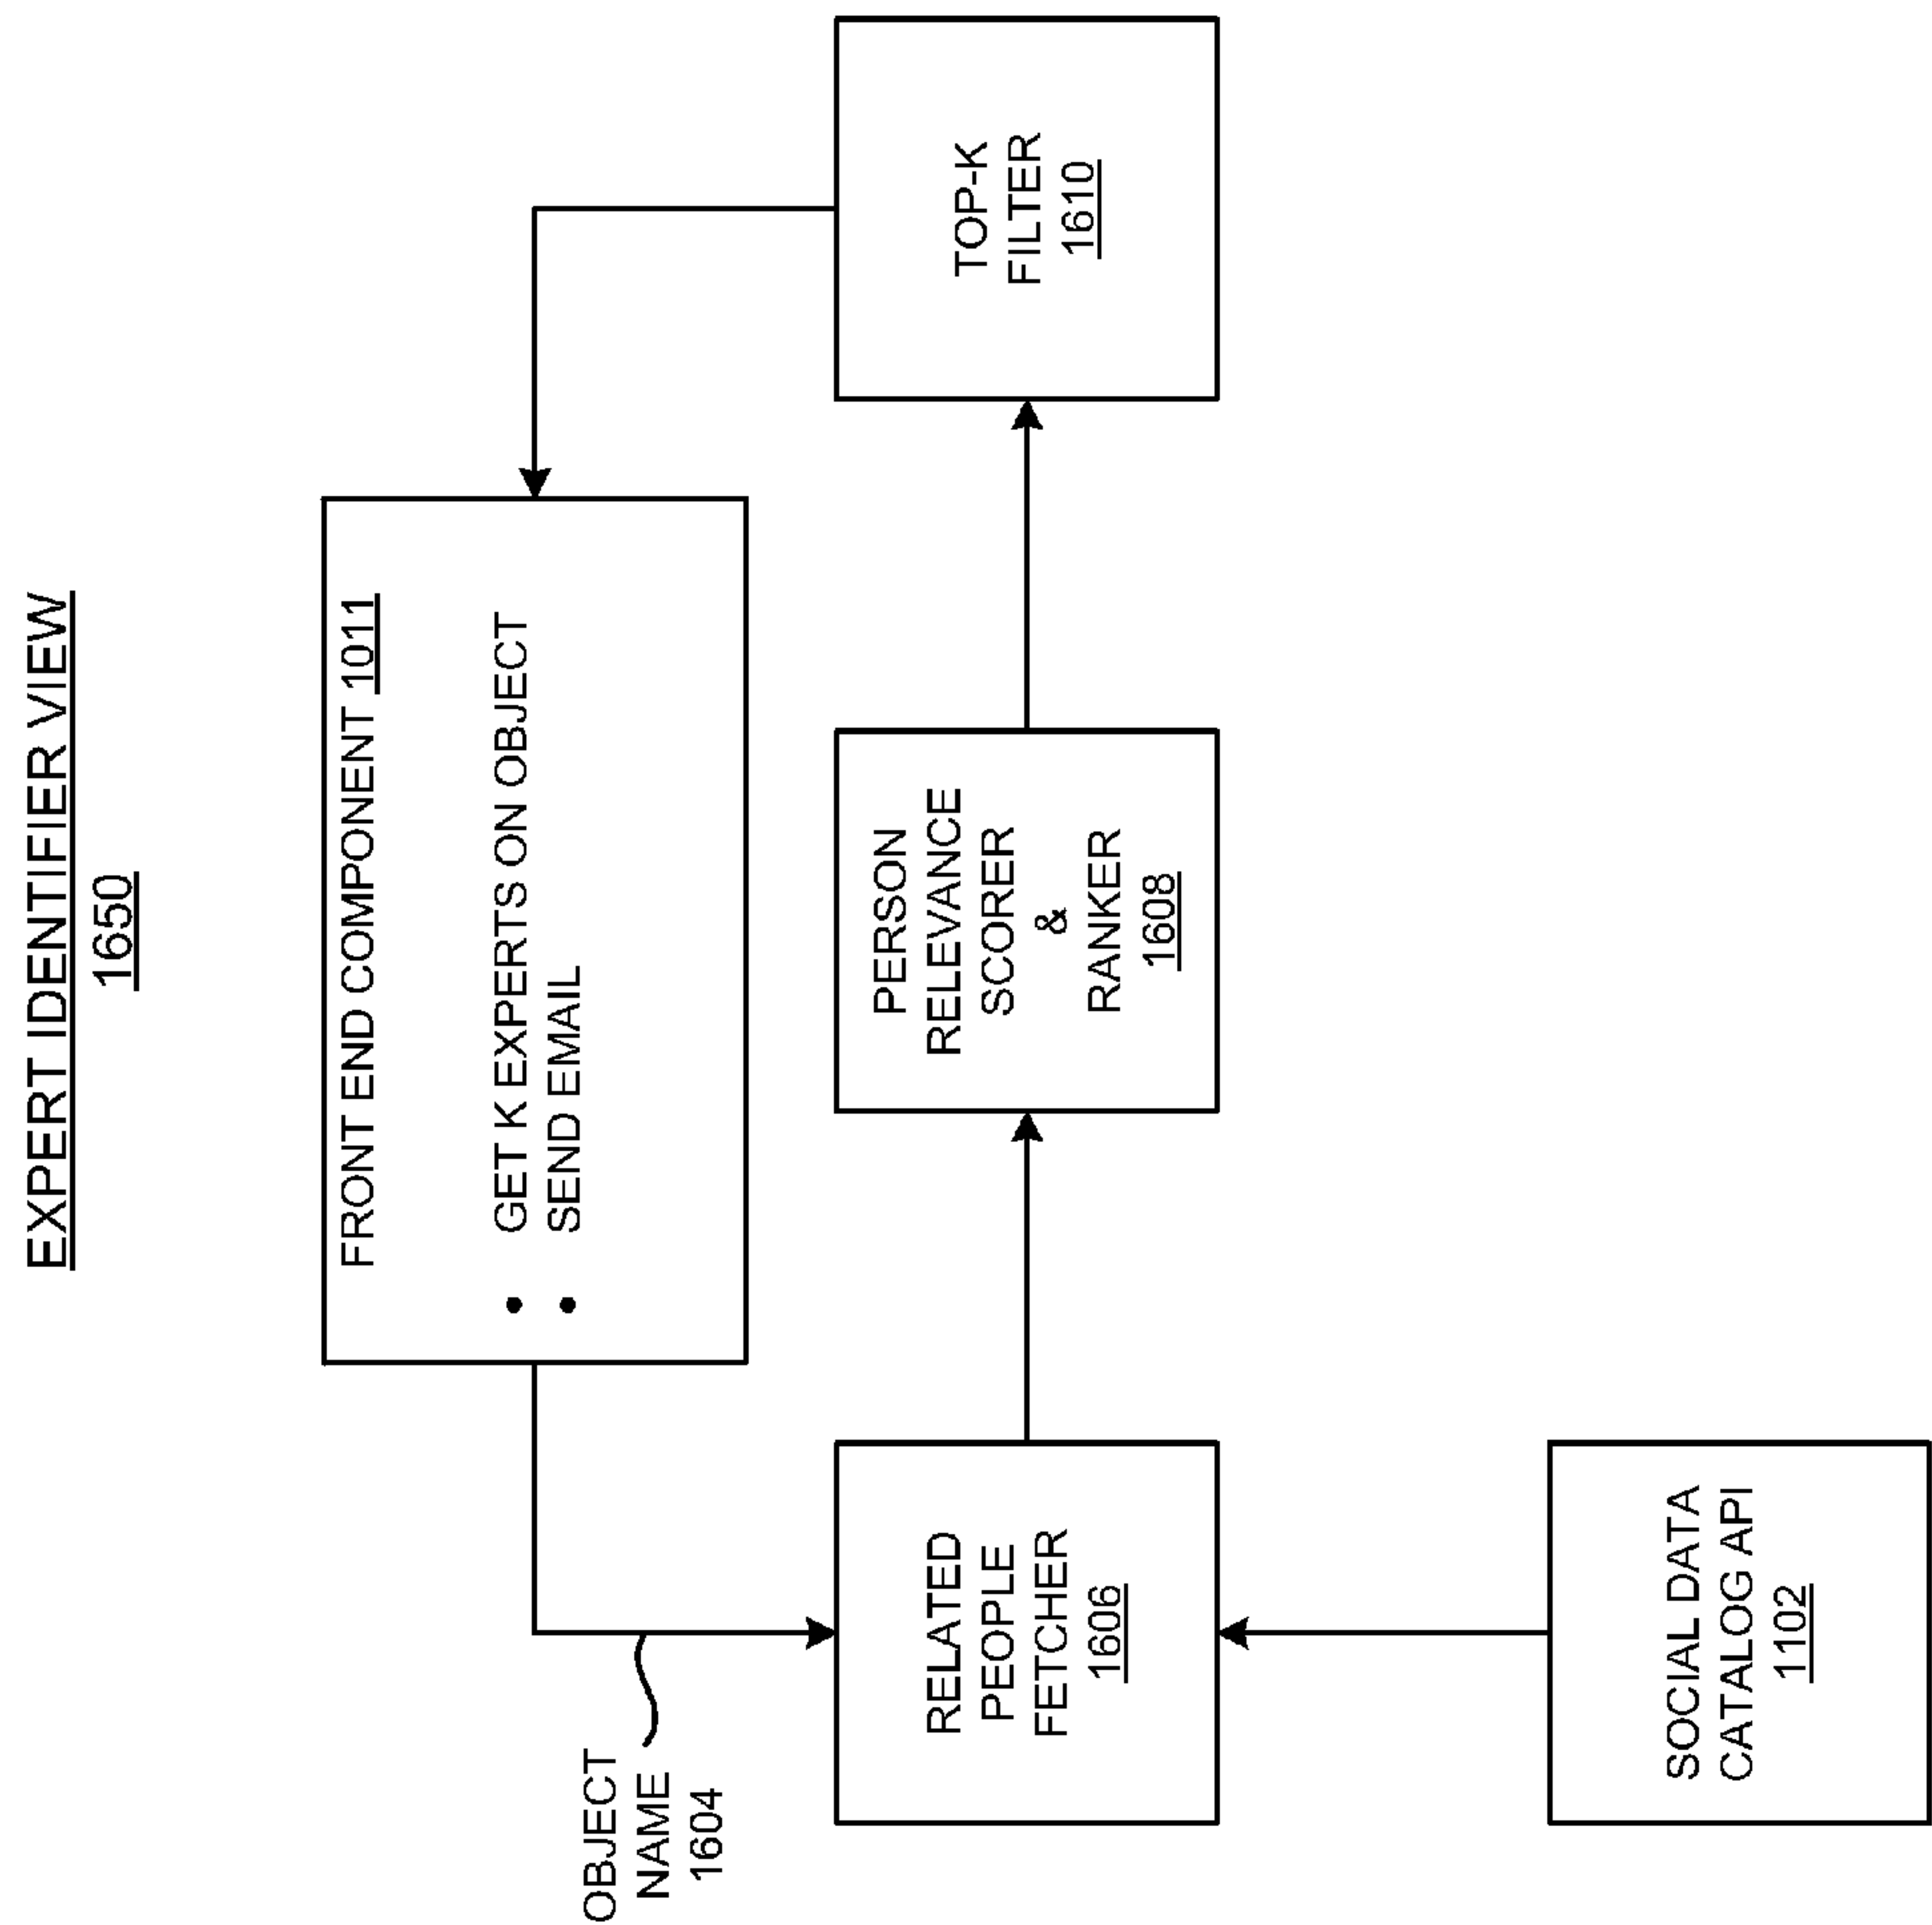 EXPERT IDENTIFIER VIEW
1650
FRONT END COMPONENT 1011
• GET K EXPERTS ON OBJECT
• SEND EMAIL
OBJECT
NAME
1604
RELATED
PEOPLE
FETCHER
1606
PERSON
RELEVANCE
SCORER
&
RANKER
1608
TOP-K
FILTER
1610
SOCIAL DATA
CATALOG API
1102